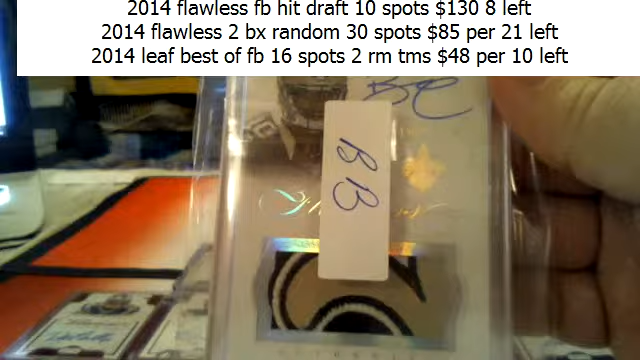 2014 flawless fb hit draft 10 spots $130 8 left
2014 flawless 2 bx random 30 spots $85 per 21 left
2014 leaf best of fb 16 spots 2 rm tms $48 per 10 left
BB